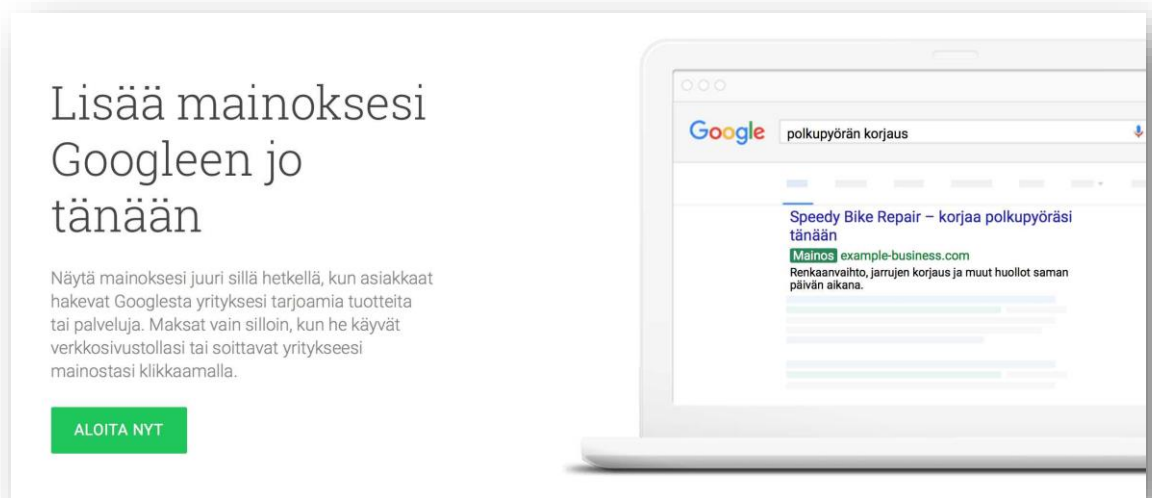 Lisää mainoksesi
Googleen jo
tänään
Näytä mainoksesi juuri sillä hetkellä, kun asiakkaat
hakevat Googlesta yrityksesi tarjoamia tuotteita
tai palveluja. Maksat vain silloin, kun he käyvät
verkkosivustollasi tai soittavat yritykseesi
mainostasi klikkaamalla.
ALOITA NYT
Google polkupyörän korjaus
Speedy Bike Repair – korjaa polkupyöräsi
tänään
Mainos example-business.com
Renkaanvaihto, jarrujen korjaus ja muut huollot saman
päivän aikana.